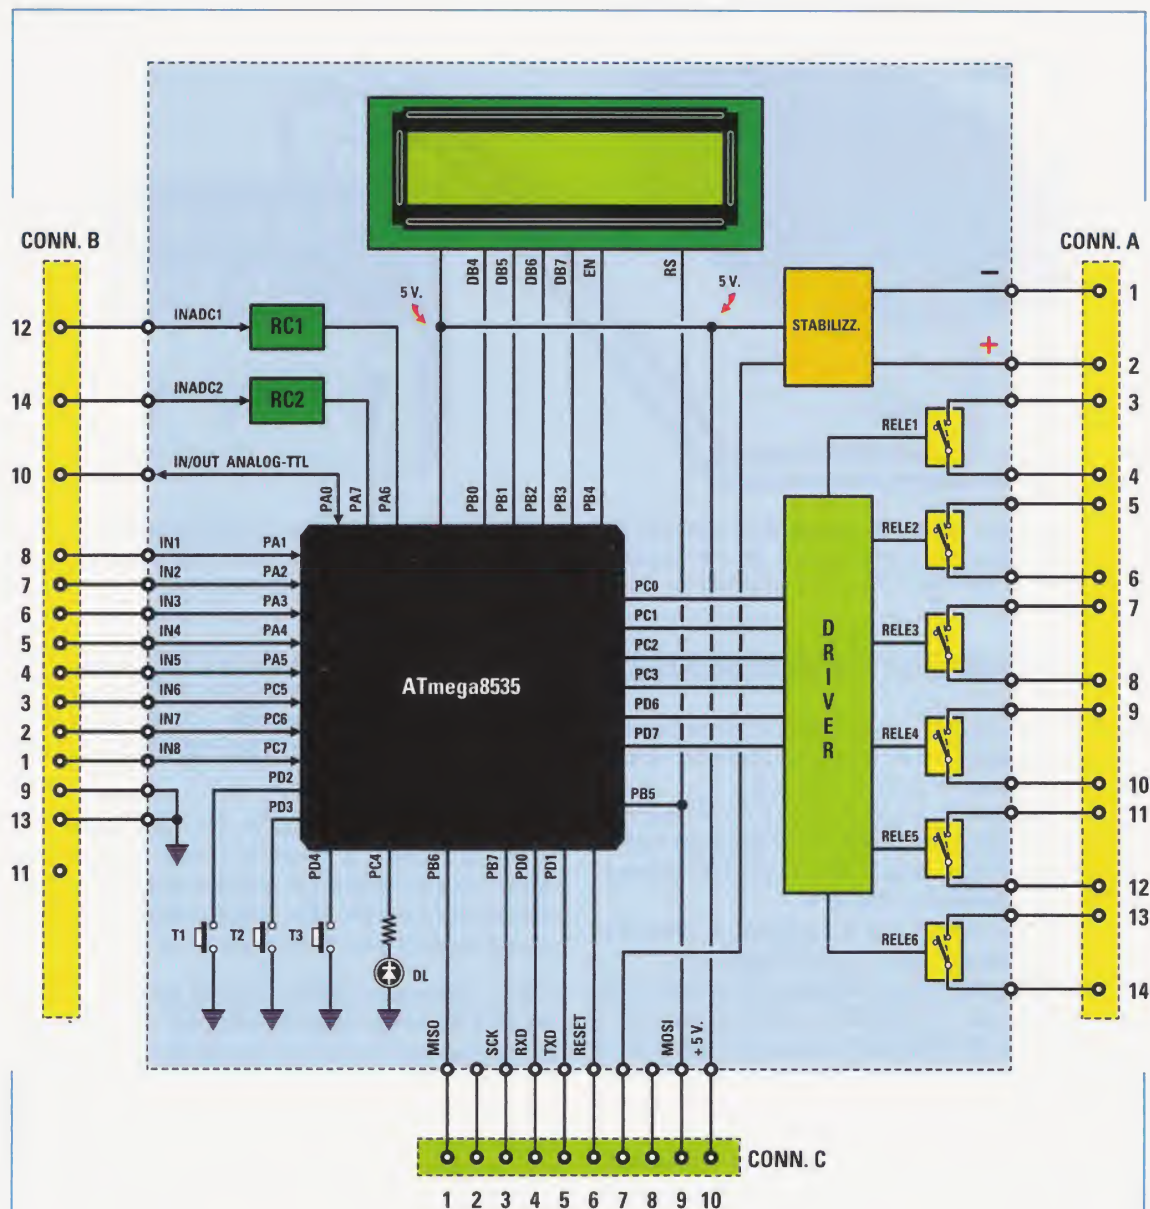 CONN. B
CONN. A
DB4
DB5
DB6
DB7
EN
RS
5 V.
5 V.
−
+
STABILIZZ.
12
INADC1
RC1
14
INADC2
RC2
10
IN/OUT ANALOG-TTL
PA0
PA7
PA6
PB0
PB1
PB2
PB3
PB4
8
IN1
PA1
7
IN2
PA2
6
IN3
PA3
5
IN4
PA4
4
IN5
PA5
3
IN6
PC5
2
IN7
PC6
1
IN8
PC7
9
PD2
13
PD3
11
ATmega8535
PC0
PC1
PC2
PC3
PD6
PD7
PB5
DRIVER
RELE1
RELE2
RELE3
RELE4
RELE5
RELE6
1
2
3
4
5
6
7
8
9
10
11
12
13
14
PD4
PC4
PB6
PB7
PD0
PD1
T1
T2
T3
DL
MISO
SCK
RXD
TXD
RESET
MOSI
+ 5 V.
CONN. C
1 2 3 4 5 6 7 8 9 10